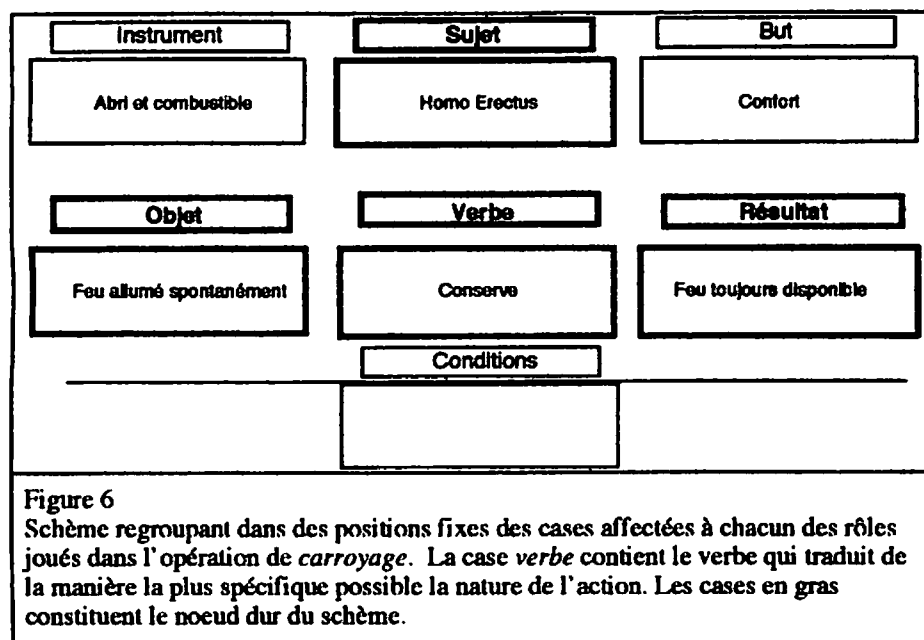 Instrument
Sujet
But
Abri et combustible
Homo Erectus
Confort
Objet
Verbe
Résultat
Feu allumé spontanément
Conserve
Feu toujours disponible
Conditions
Figure 6
Schème regroupant dans des positions fixes des cases affectées à chacun des rôles
joués dans l'opération de carroyage. La case verbe contient le verbe qui traduit de
la manière la plus spécifique possible la nature de l'action. Les cases en gras
constituent le noeud dur du schème.